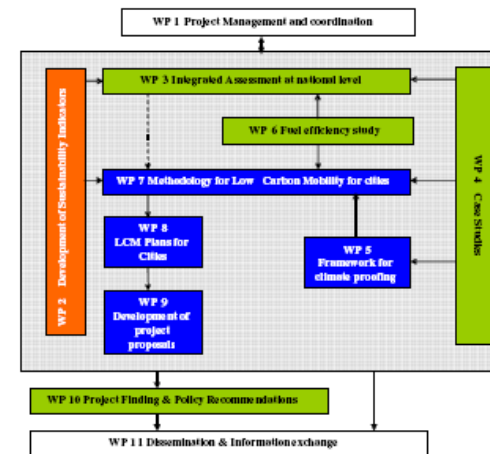 WP 1 Project Management and coordination
WP 2 Development of Sustainability Indicators
WP 3 Integrated Assessment at national level
WP 6 Fuel efficiency study
WP 4 Case Studies
WP 7 Methodology for Low Carbon Mobility for cities
WP 8
LCM Plans for
Cities
WP 5
Framework for
climate proofing
WP 9
Development of
project
proposals
WP 10 Project Finding & Policy Recommendations
WP 11 Dissemination & Information exchange